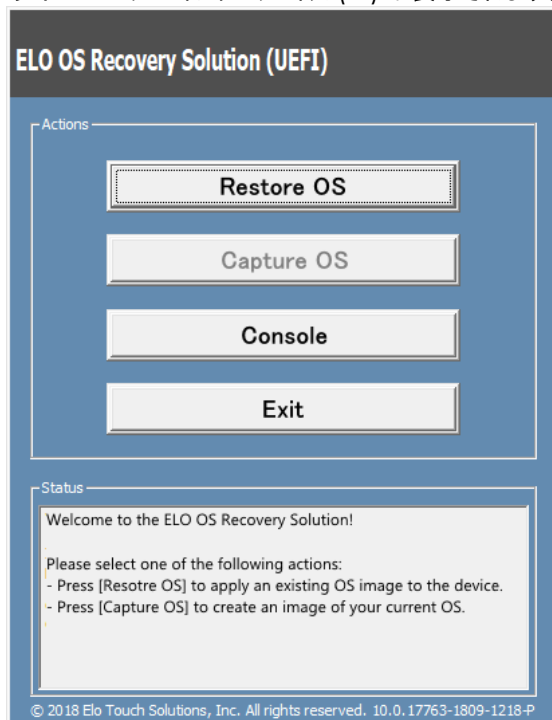 ELO OS Recovery Solution (UEFI)
Actions
Restore OS
Capture OS
Console
Exit
Status
Welcome to the ELO OS Recovery Solution!
Please select one of the following actions:
- Press [Resotre OS] to apply an existing OS image to the device.
- Press [Capture OS] to create an image of your current OS.
© 2018 Elo Touch Solutions, Inc. All rights reserved. 10.0.17763-1809-1218-P